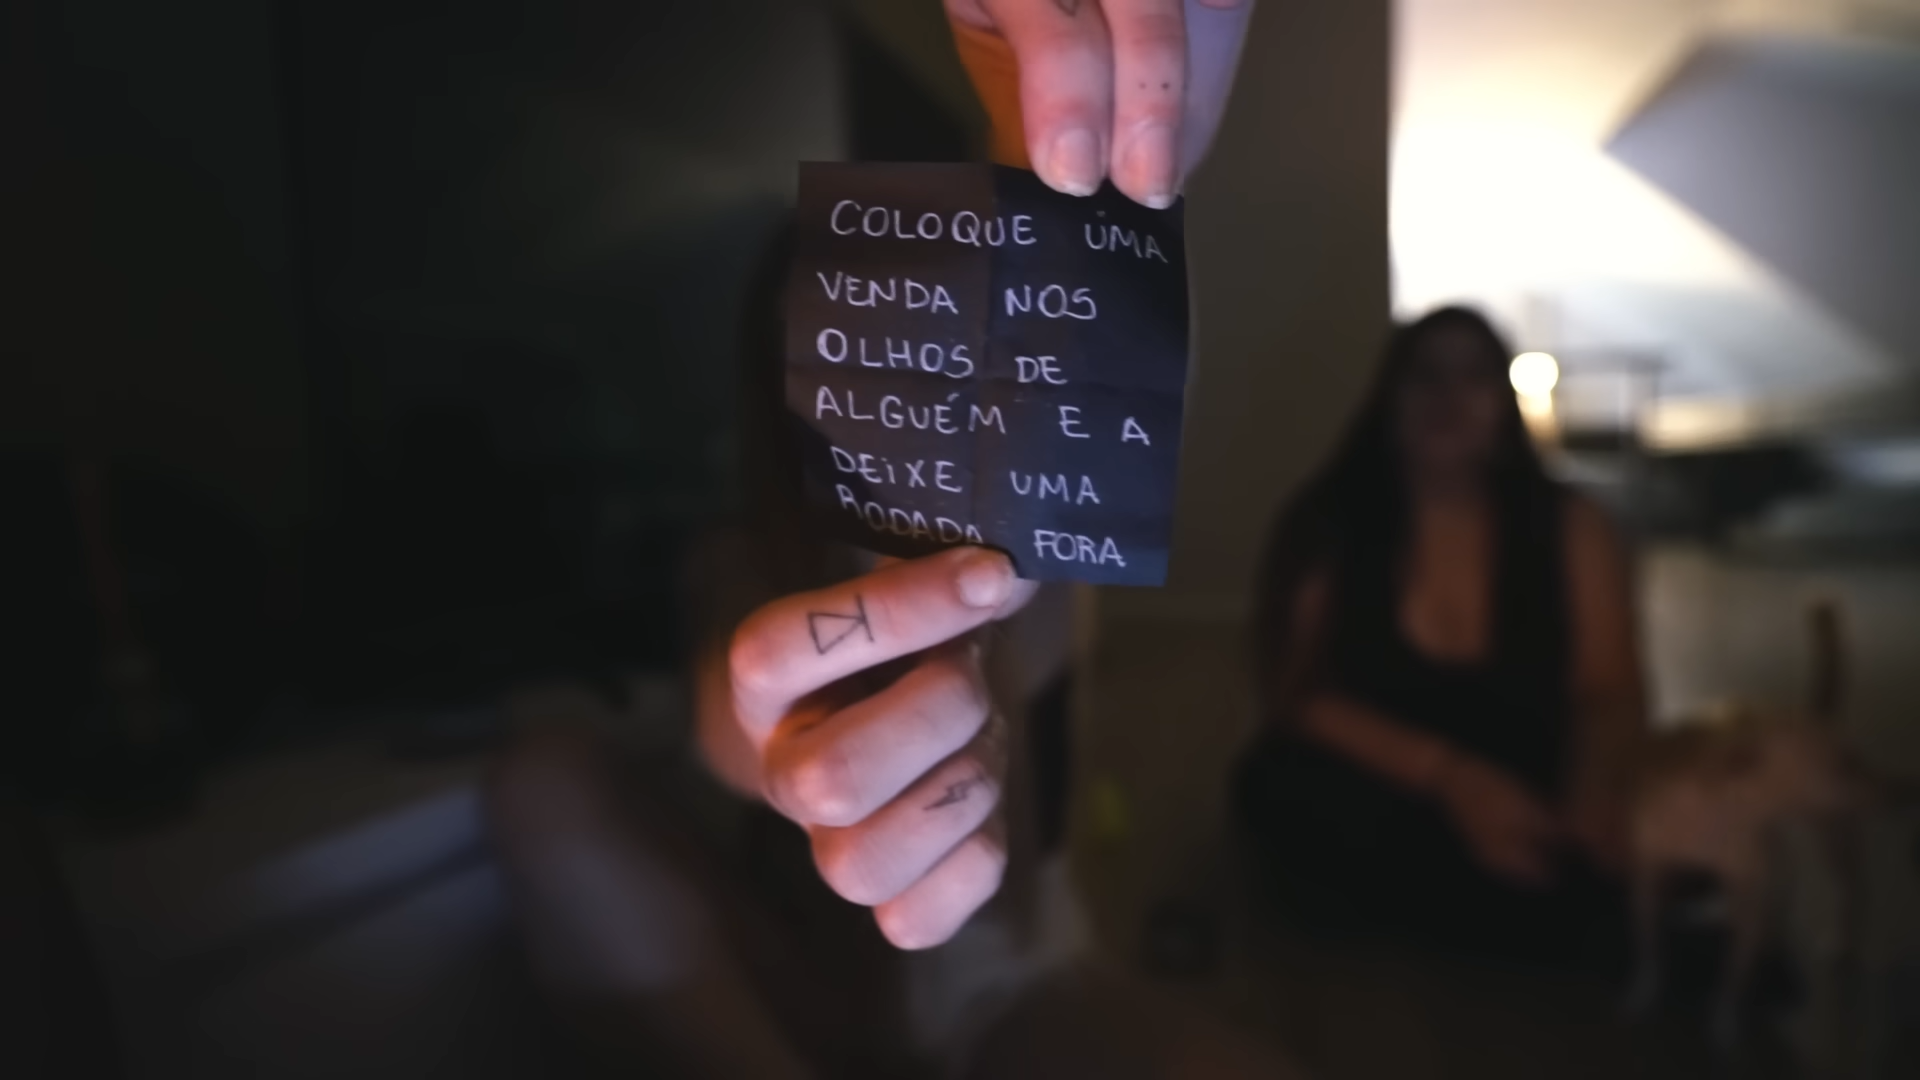 COLOQUE UMA
VENDA NOS
OLHOS DE
ALGUÉM E A
DEIXE UMA
RODADA FORA